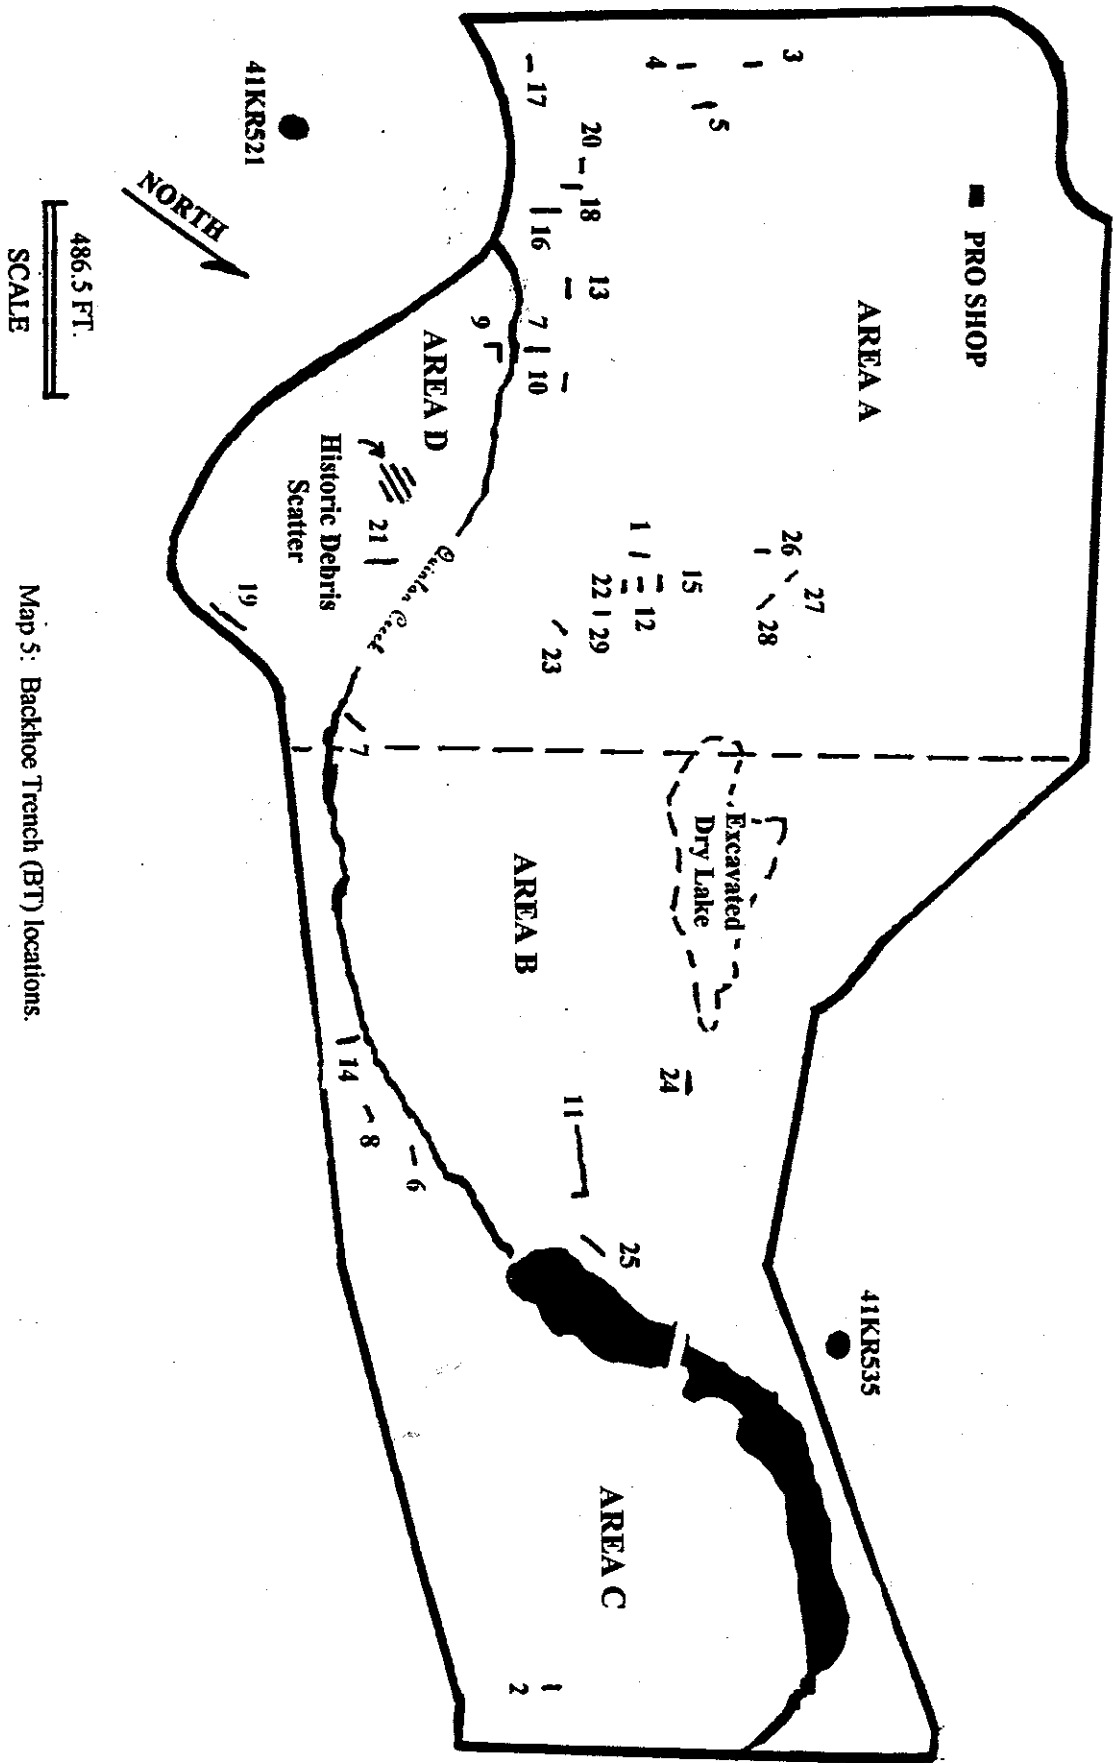 3
4
5
17
20
18
16
13
7
10
9
PRO SHOP
AREA A
AREA D
41KR521
NORTH
486.5 FT.
SCALE
Historic Debris
Scatter
21
19
Quinlan Creek
1
15
12
22
29
23
26
27
28
7
Excavated
Dry Lake
AREA B
24
11
25
14
8
6
41KR535
AREA C
2
Map 5: Backhoe Trench (BT) locations.